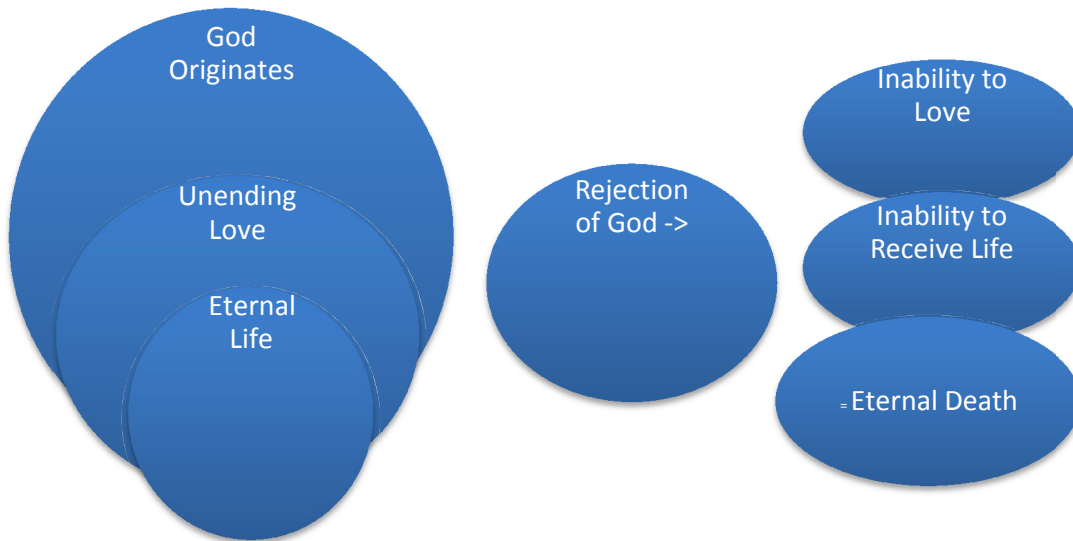 God
Originates
Unending
Love
Eternal
Life
Rejection
of God ->
Inability to
Love
Inability to
Receive Life
= Eternal Death